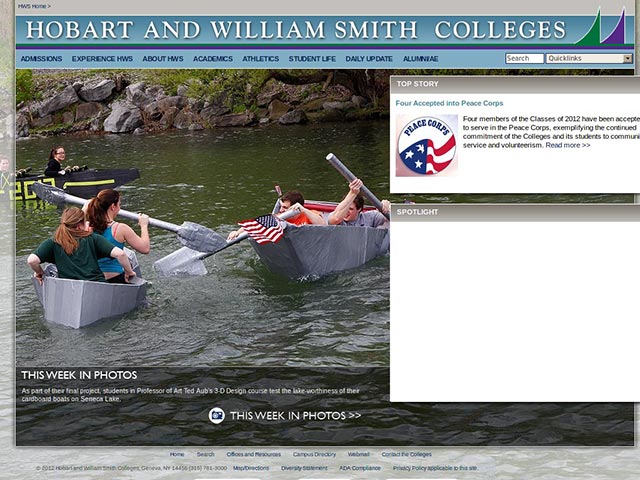 HWS Home >
HOBART AND WILLIAM SMITH COLLEGES
ADMISSIONS EXPERIENCE HWS ABOUT HWS ACADEMICS ATHLETICS STUDENT LIFE DAILY UPDATE ALUMNI/AE
Search Quicklinks
TOP STORY
Four Accepted into Peace Corps
PEACE CORPS
Four members of the Classes of 2012 have been accepte
to serve in the Peace Corps, exemplifying the continued
commitment of the Colleges and its students to communi
service and volunteerism. Read more >>
SPOTLIGHT
2012
THIS WEEK IN PHOTOS
As part of their final project, students in Professor of Art Ted Aub's 3-D Design course test the lake-worthiness of their
cardboard boats on Seneca Lake.
THIS WEEK IN PHOTOS >>
Home Search Offices and Resources Campus Directory Webmail Contact the Colleges
© 2012 Hobart and William Smith Colleges, Geneva, NY 14456 (315) 781-3000 Maps/Directions Diversity Statement ADA Compliance Privacy Policy applicable to this site.